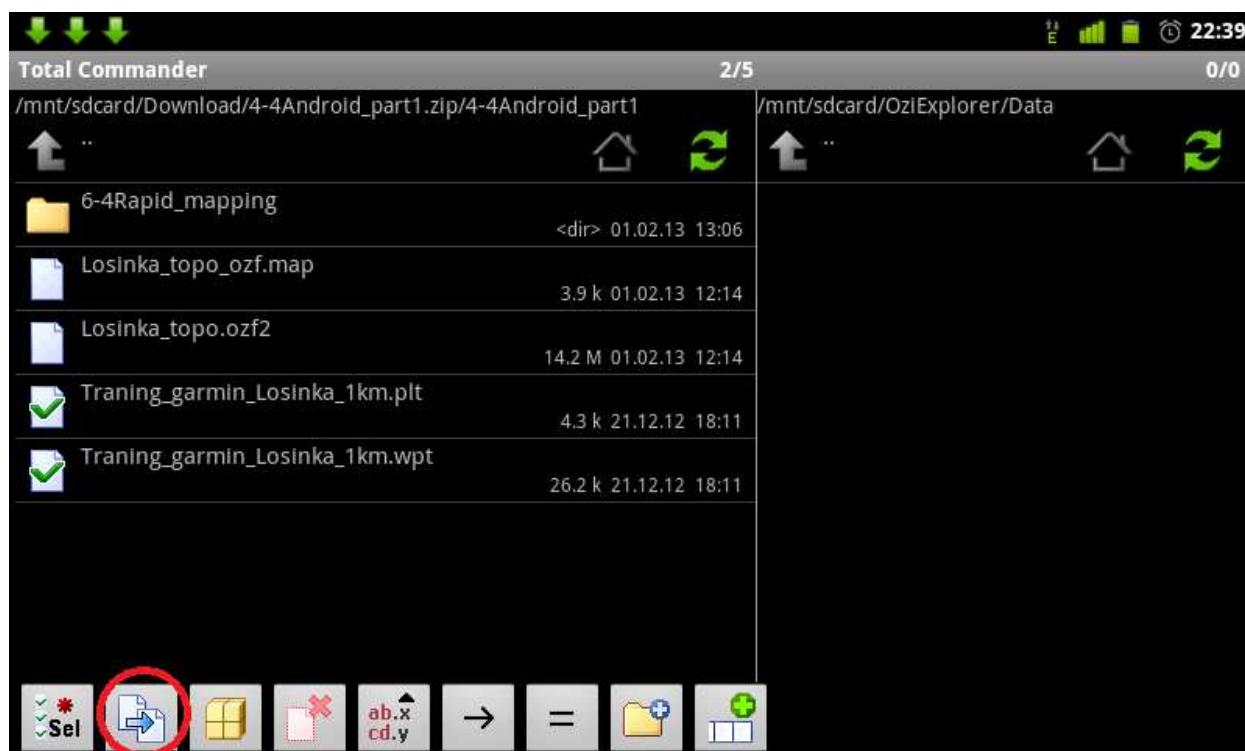 E 22:39
Total Commander 2/5 0/0
/mnt/sdcard/Download/4-4Android_part1.zip/4-4Android_part1 /mnt/sdcard/OziExplorer/Data
.. ..
6-4Rapid_mapping
<dir> 01.02.13 13:06
Losinka_topo_ozf.map
3.9 k 01.02.13 12:14
Losinka_topo.ozf2
14.2 M 01.02.13 12:14
Traning_garmin_Losinka_1km.plt
4.3 k 21.12.12 18:11
Traning_garmin_Losinka_1km.wpt
26.2 k 21.12.12 18:11
* ab.x
Sel cd.y → =